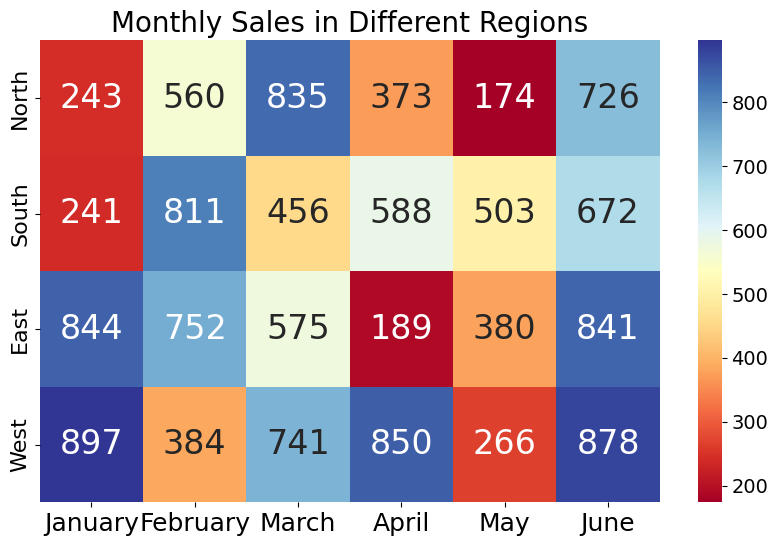 Monthly Sales in Different Regions
North 243 560 835 373 174 726
South 241 811 456 588 503 672
East 844 752 575 189 380 841
West 897 384 741 850 266 878
January February March April May June
800
700
600
500
400
300
200